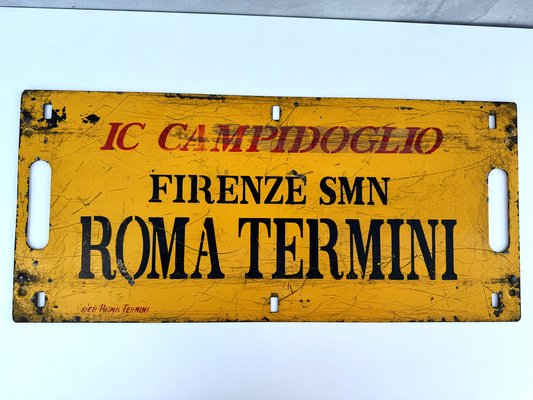 IC CAMPIDOGLIO
FIRENZE SMN
ROMA TERMINI
DEP ROMA TERMINI